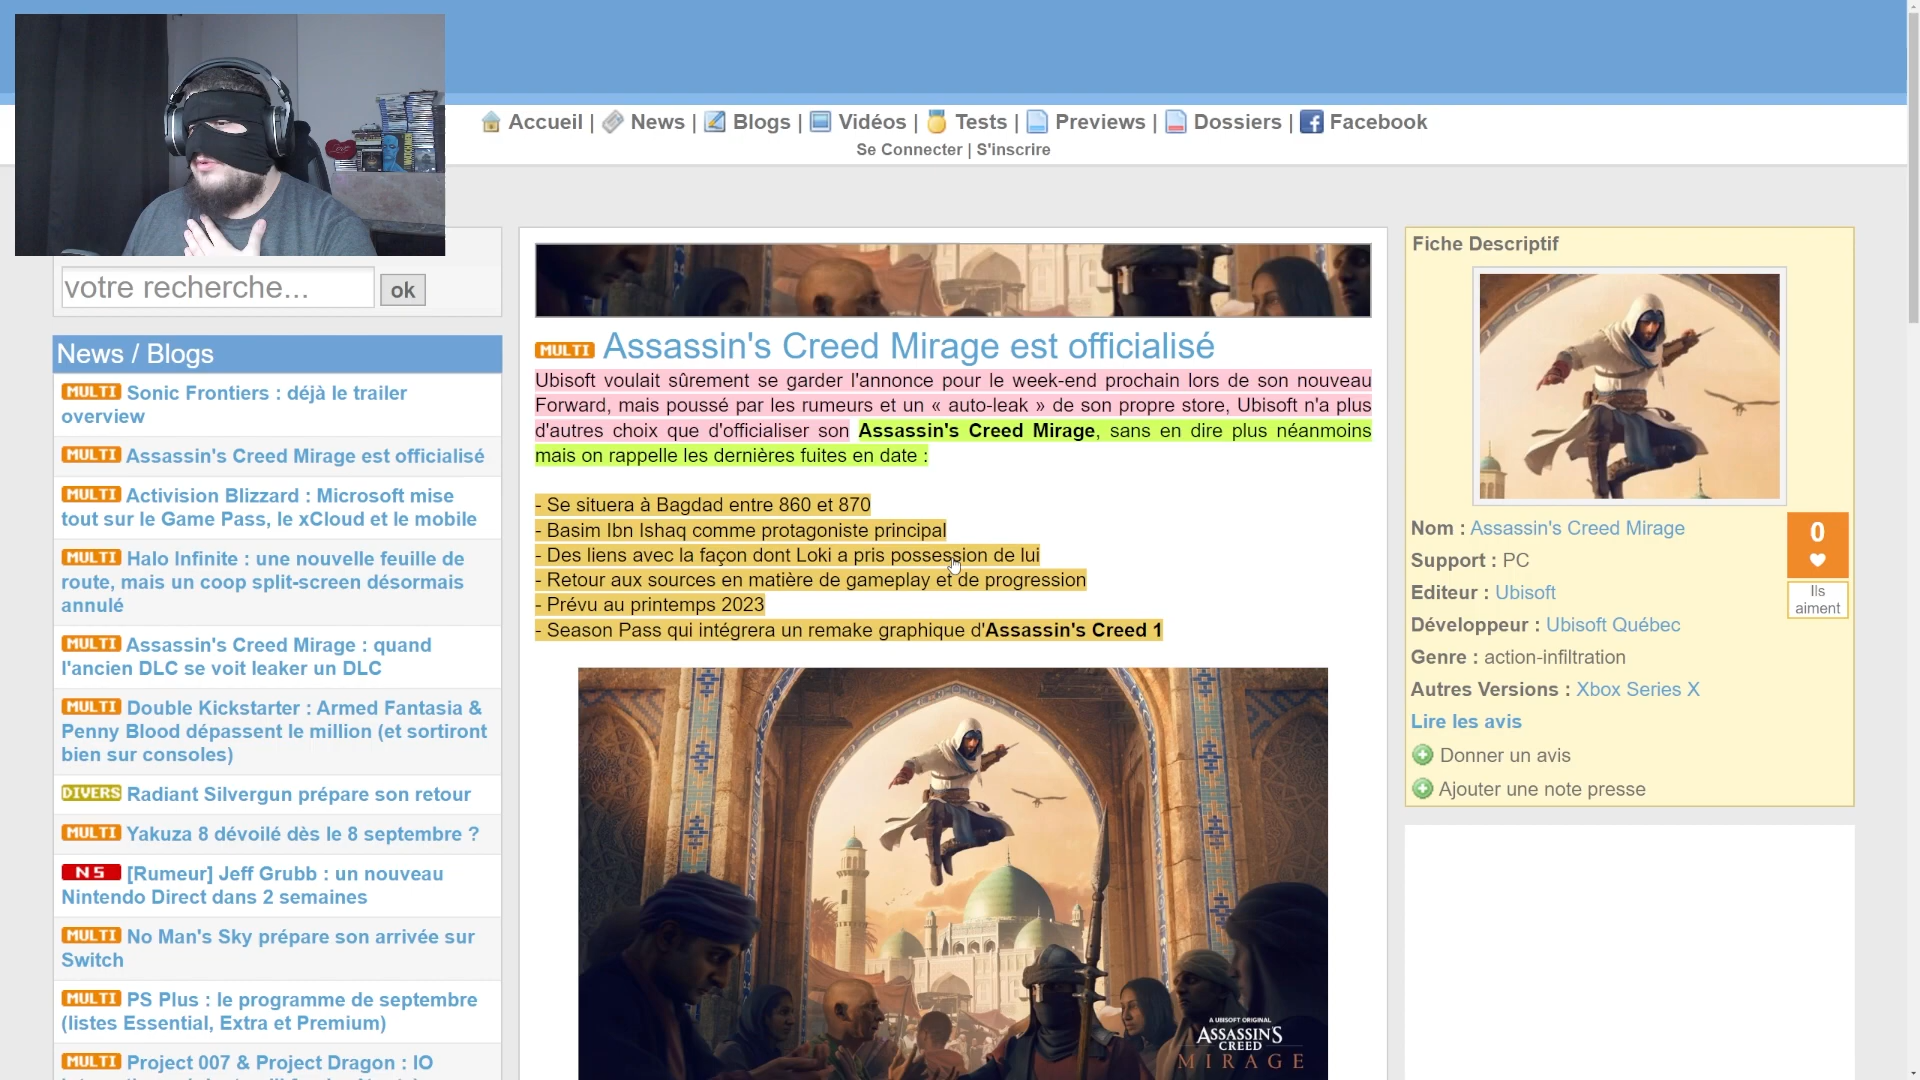 Accueil | News | Blogs | Vidéos | Tests | Previews | Dossiers | Facebook
Se Connecter | S'inscrire
votre recherche... ok
News / Blogs
MULTI Sonic Frontiers : déjà le trailer
overview
MULTI Assassin's Creed Mirage est officialisé
MULTI Activision Blizzard : Microsoft mise
tout sur le Game Pass, le xCloud et le mobile
MULTI Halo Infinite : une nouvelle feuille de
route, mais un coop split-screen désormais
annulé
MULTI Assassin's Creed Mirage : quand
l'ancien DLC se voit leaker un DLC
MULTI Double Kickstarter : Armed Fantasia &
Penny Blood dépassent le million (et sortiront
bien sur consoles)
DIVERS Radiant Silvergun prépare son retour
MULTI Yakuza 8 dévoilé dès le 8 septembre ?
NS [Rumeur] Jeff Grubb : un nouveau
Nintendo Direct dans 2 semaines
MULTI No Man's Sky prépare son arrivée sur
Switch
MULTI PS Plus : le programme de septembre
(listes Essential, Extra et Premium)
MULTI Project 007 & Project Dragon : IO
MULTI Assassin's Creed Mirage est officialisé
Ubisoft voulait sûrement se garder l'annonce pour le week-end prochain lors de son nouveau
Forward, mais poussé par les rumeurs et un « auto-leak » de son propre store, Ubisoft n'a plus
d'autres choix que d'officialiser son Assassin's Creed Mirage, sans en dire plus néanmoins
mais on rappelle les dernières fuites en date :
- Se situera à Bagdad entre 860 et 870
- Basim Ibn Ishaq comme protagoniste principal
- Des liens avec la façon dont Loki a pris possession de lui
- Retour aux sources en matière de gameplay et de progression
- Prévu au printemps 2023
- Season Pass qui intégrera un remake graphique d'Assassin's Creed 1
A UBISOFT ORIGINAL
ASSASSIN'S
CREED
MIRAGE
Fiche Descriptif
Nom : Assassin's Creed Mirage
Support : PC
Editeur : Ubisoft
Développeur : Ubisoft Québec
Genre : action-infiltration
Autres Versions : Xbox Series X
Lire les avis
Donner un avis
Ajouter une note presse
0
Ils
aiment